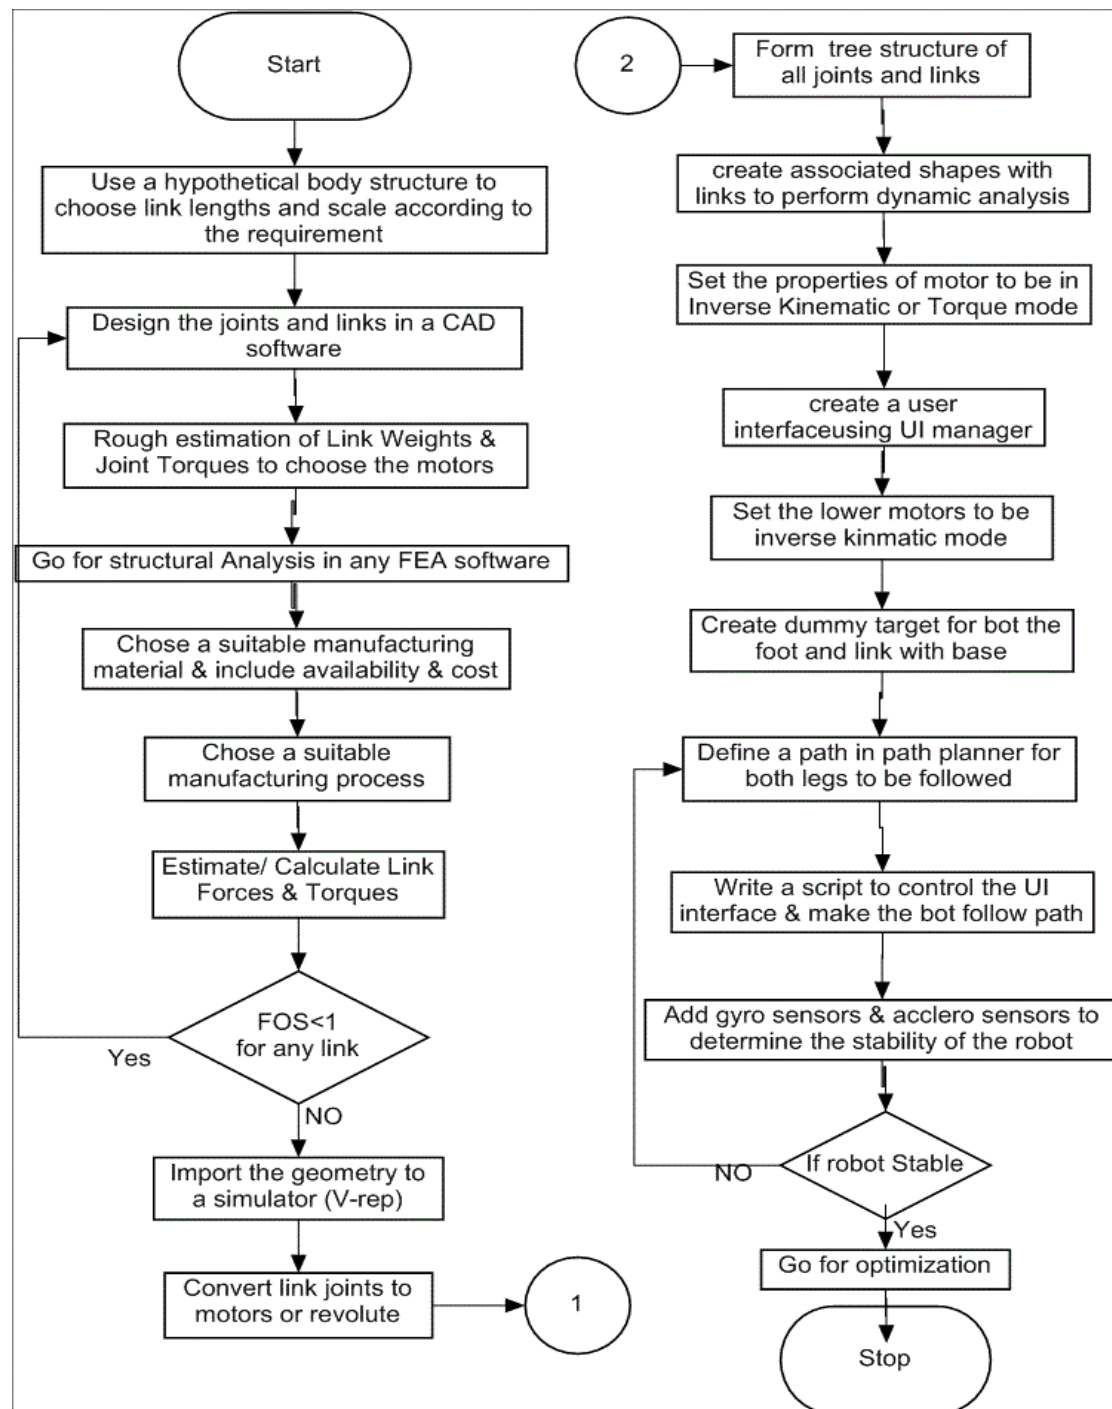 Start
Use a hypothetical body structure to
choose link lengths and scale according to
the requirement
Design the joints and links in a CAD
software
Rough estimation of Link Weights &
Joint Torques to choose the motors
Go for structural Analysis in any FEA software
Chose a suitable manufacturing
material & include availability & cost
Chose a suitable
manufacturing process
Estimate/ Calculate Link
Forces & Torques
FOS<1
for any link
Yes
NO
Import the geometry to
a simulator (V-rep)
Convert link joints to
motors or revolute
1
2
Form tree structure of
all joints and links
create associated shapes with
links to perform dynamic analysis
Set the properties of motor to be in
Inverse Kinematic or Torque mode
create a user
interfaceusing UI manager
Set the lower motors to be
inverse kinmatic mode
Create dummy target for bot the
foot and link with base
Define a path in path planner for
both legs to be followed
Write a script to control the UI
interface & make the bot follow path
Add gyro sensors & acclero sensors to
determine the stability of the robot
If robot Stable
NO
Yes
Go for optimization
Stop